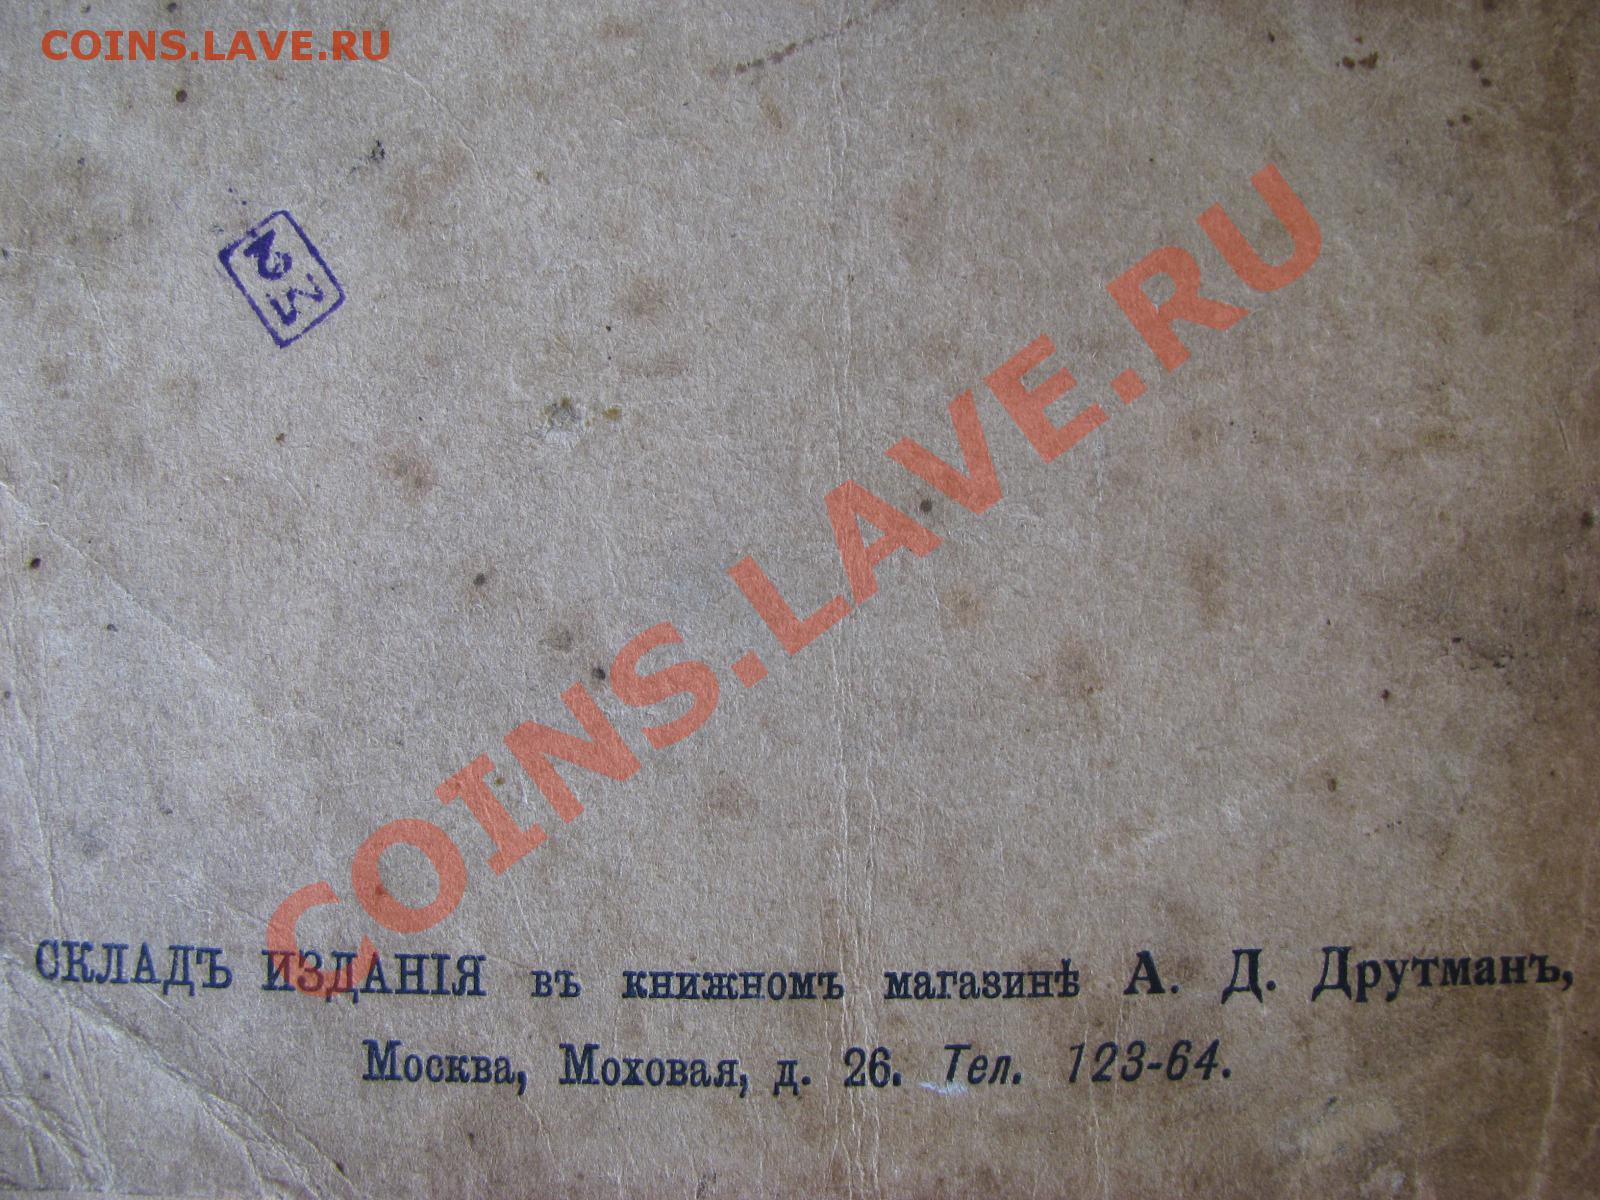 COINS.LAVE.RU
COINS.LAVE.RU
СКЛАДЪ ИЗДАНІЯ въ книжномъ магазинѣ А. Д. Друтманъ,
Москва, Моховая, д. 26. Тел. 123-64.